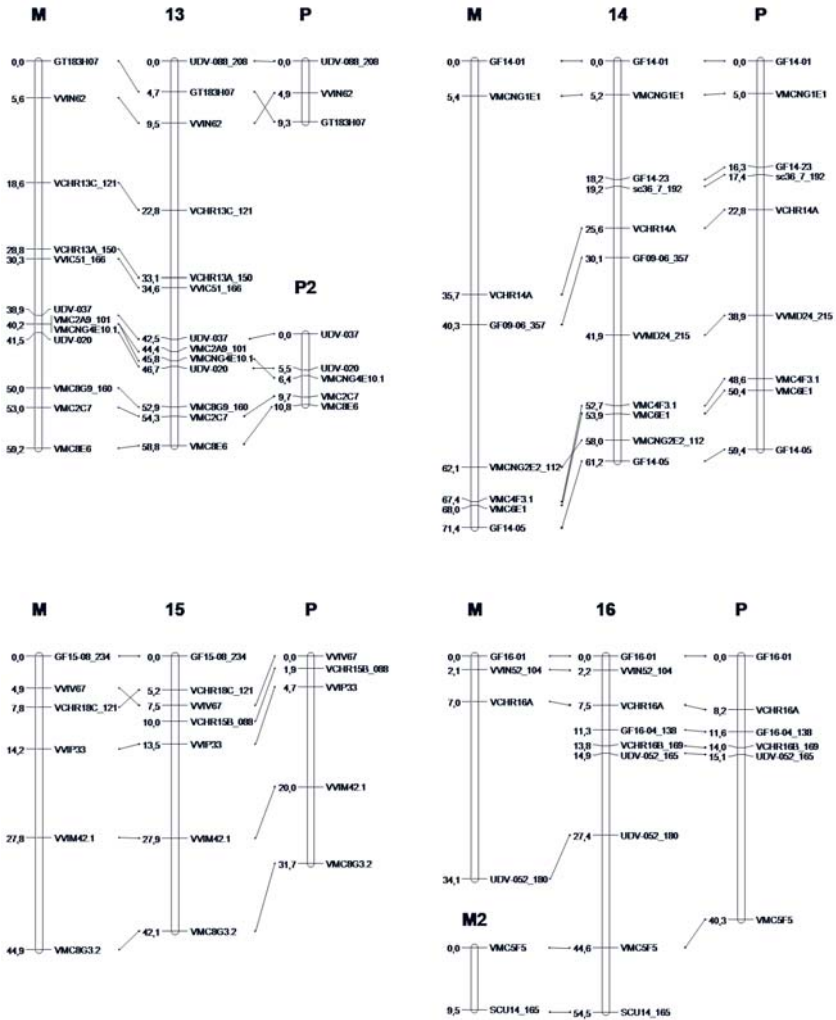 M 13 P
0,0 GT183H07
5,6 VVIN62
18,6 VCHR13C_121
28,8 VCHR13A_150
30,3 VVIC51_166
38,9 UDV-037
40,2 VMC2A9_101
VMCNG4E10.1
41,5 UDV-020
50,0 VMC8G9_160
53,0 VMC2C7
59,2 VMC8E6
0,0 UDV-088_208
4,7 GT183H07
9,5 VVIN62
22,8 VCHR13C_121
33,1 VCHR13A_150
34,6 VVIC51_166
42,5 UDV-037
44,4 VMC2A9_101
45,8 VMCNG4E10.1
46,7 UDV-020
52,9 VMC8G9_160
54,3 VMC2C7
58,8 VMC8E6
0,0 UDV-088_208
4,9 VVIN62
9,3 GT183H07
P2
0,0 UDV-037
5,5 UDV-020
6,4 VMCNG4E10.1
9,7 VMC2C7
10,8 VMC8E6
M 14 P
0,0 GF14-01
5,4 VMCNG1E1
35,7 VCHR14A
40,3 GF09-06_357
62,1 VMCNG2E2_112
67,4 VMC4F3.1
68,0 VMC6E1
71,4 GF14-05
0,0 GF14-01
5,2 VMCNG1E1
18,2 GF14-23
19,2 sc36_7_192
25,6 VCHR14A
30,1 GF09-06_357
41,9 VVMD24_215
52,7 VMC4F3.1
53,9 VMC6E1
58,0 VMCNG2E2_112
61,2 GF14-05
0,0 GF14-01
5,0 VMCNG1E1
16,3 GF14-23
17,4 sc36_7_192
22,8 VCHR14A
38,9 VVMD24_215
48,6 VMC4F3.1
50,4 VMC6E1
59,4 GF14-05
M 15 P
0,0 GF15-08_234
4,9 VVIV67
7,8 VCHR18C_121
14,2 VVIP33
27,8 VVIM42.1
44,9 VMC8G3.2
0,0 GF15-08_234
5,2 VCHR18C_121
7,5 VVIV67
10,0 VCHR15B_088
13,5 VVIP33
27,9 VVIM42.1
42,1 VMC8G3.2
0,0 VVIV67
1,9 VCHR15B_088
4,7 VVIP33
20,0 VVIM42.1
31,7 VMC8G3.2
M 16 P
0,0 GF16-01
2,1 VVIN52_104
7,0 VCHR16A
34,1 UDV-052_180
M2
0,0 VMC5F5
9,5 SCU14_165
0,0 GF16-01
2,2 VVIN52_104
7,5 VCHR16A
11,3 GF16-04_138
13,8 VCHR16B_169
14,9 UDV-052_165
27,4 UDV-052_180
44,6 VMC5F5
54,5 SCU14_165
0,0 GF16-01
8,2 VCHR16A
11,6 GF16-04_138
14,0 VCHR16B_169
15,1 UDV-052_165
40,3 VMC5F5